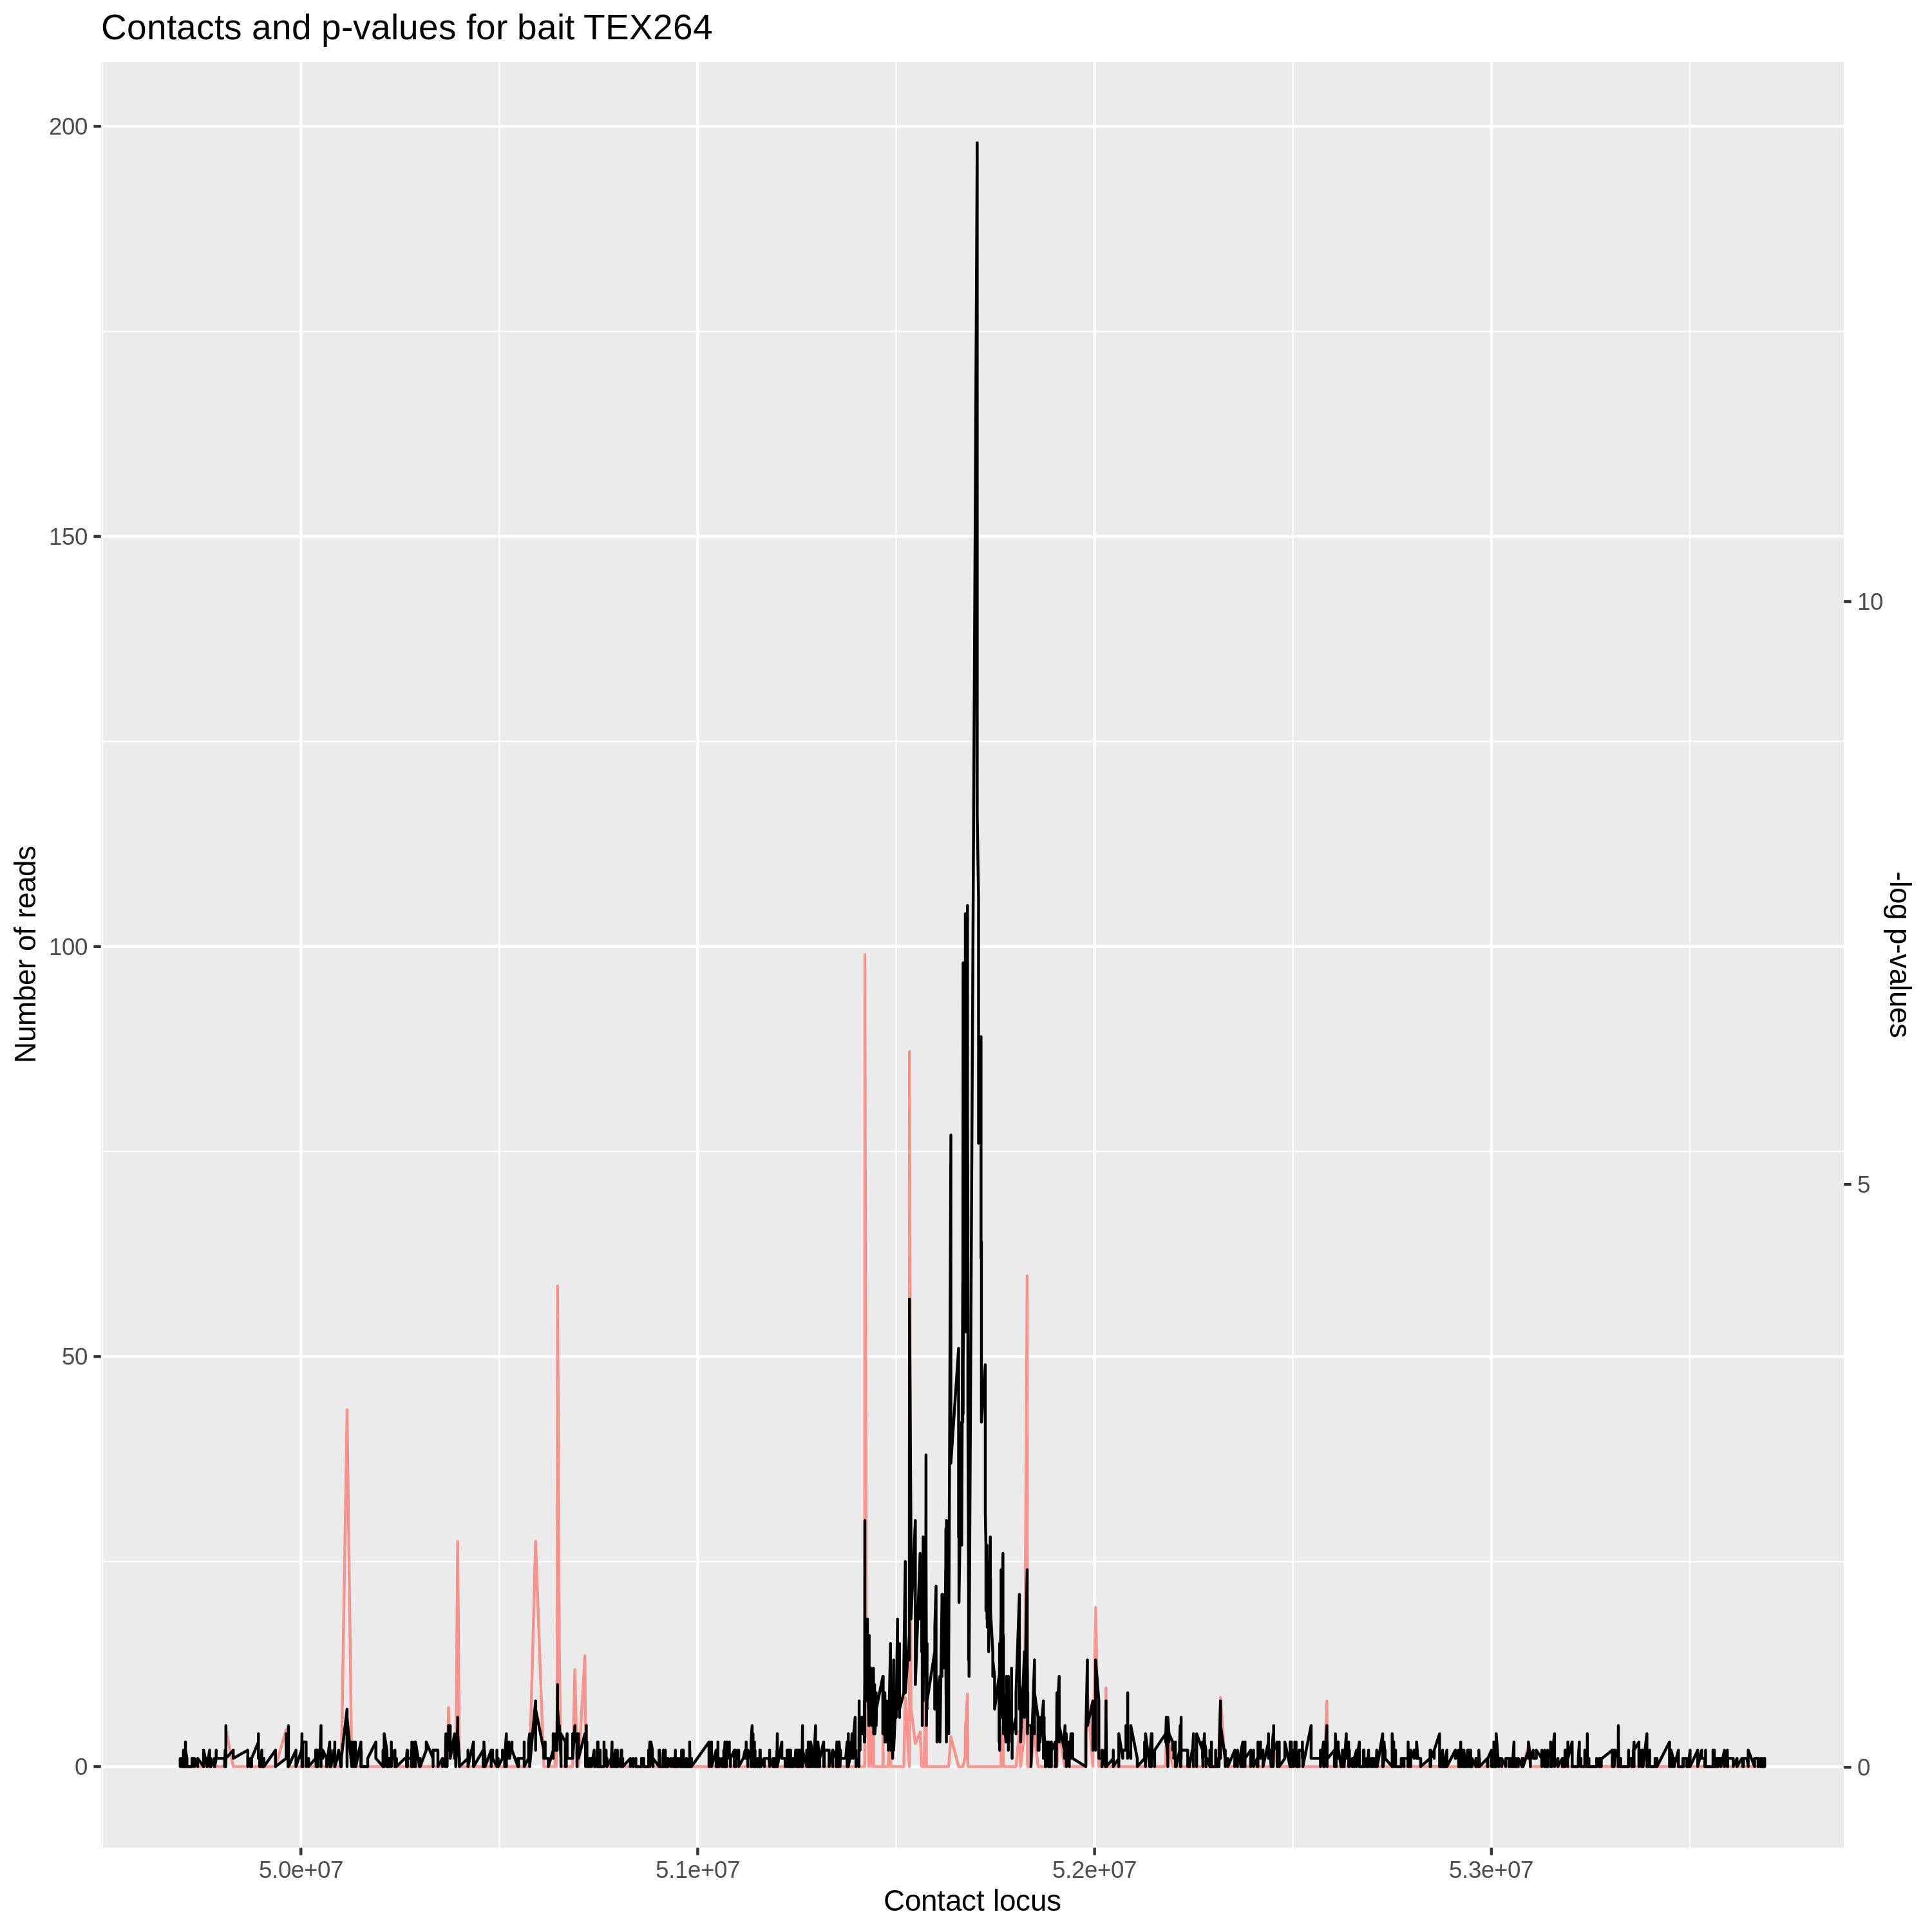 Contacts and p-values for bait TEX264
200
150
100
50
0
Number of reads
10
5
0
-log p-values
5.0e+07
5.1e+07
5.2e+07
5.3e+07
Contact locus